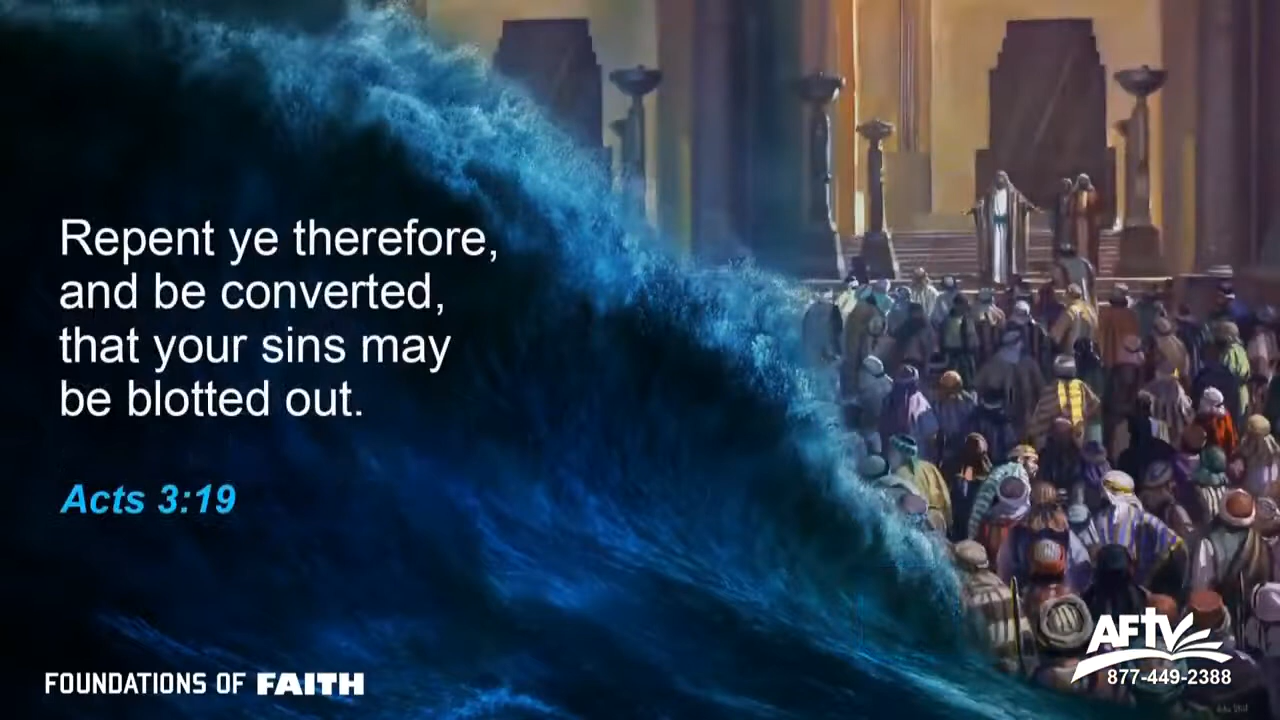 Repent ye therefore,
and be converted,
that your sins may
be blotted out.
Acts 3:19
FOUNDATIONS OF FAITH
AFTV
877-449-2388